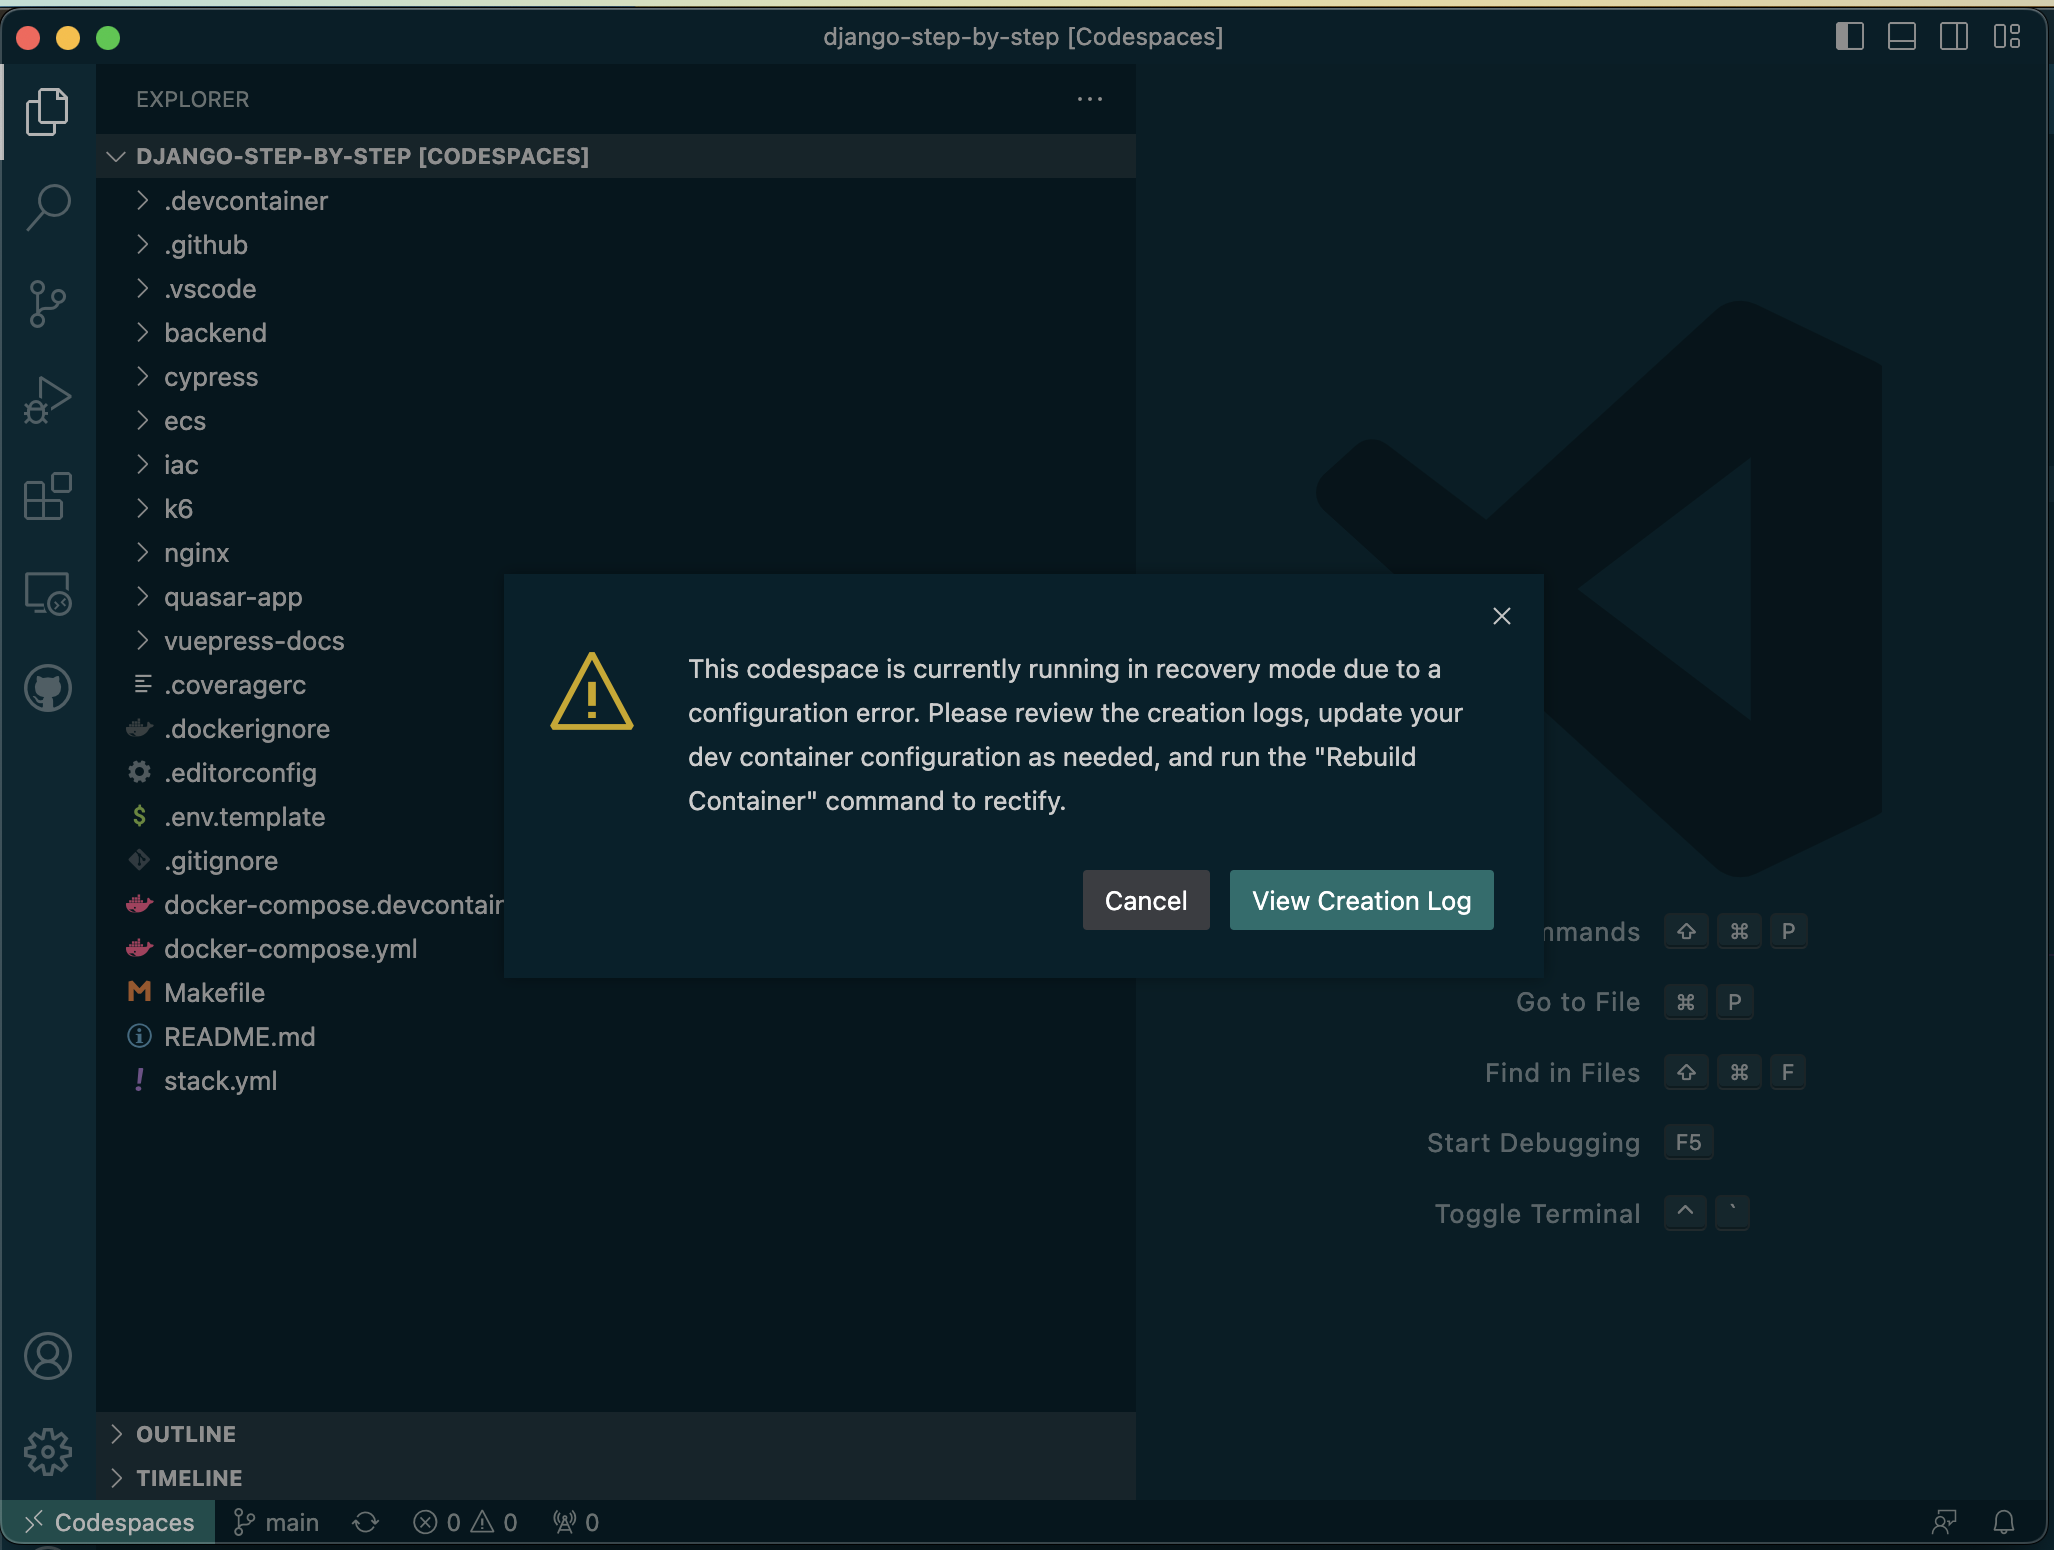 django-step-by-step [Codespaces]
EXPLORER
DJANGO-STEP-BY-STEP [CODESPACES]
.devcontainer
.github
.vscode
backend
cypress
ecs
iac
k6
nginx
quasar-app
vuepress-docs
.coveragerc
.dockerignore
.editorconfig
.env.template
.gitignore
docker-compose.devcontain
docker-compose.yml
Makefile
README.md
stack.yml
This codespace is currently running in recovery mode due to a
configuration error. Please review the creation logs, update your
dev container configuration as needed, and run the "Rebuild
Container" command to rectify.
Cancel
View Creation Log
mmands ⇧ ⌘ P
Go to File ⌘ P
Find in Files ⇧ ⌘ F
Start Debugging F5
Toggle Terminal ^ `
OUTLINE
TIMELINE
Codespaces main 0 0 0